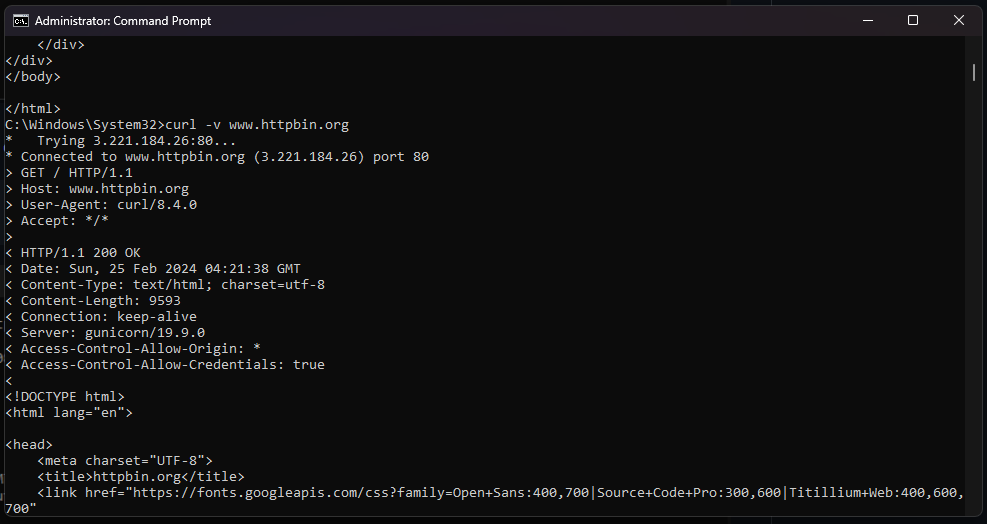 Administrator: Command Prompt
    </div>
</div>
</body>

</html>
C:\Windows\System32>curl -v www.httpbin.org
*   Trying 3.221.184.26:80...
* Connected to www.httpbin.org (3.221.184.26) port 80
> GET / HTTP/1.1
> Host: www.httpbin.org
> User-Agent: curl/8.4.0
> Accept: */*
>
< HTTP/1.1 200 OK
< Date: Sun, 25 Feb 2024 04:21:38 GMT
< Content-Type: text/html; charset=utf-8
< Content-Length: 9593
< Connection: keep-alive
< Server: gunicorn/19.9.0
< Access-Control-Allow-Origin: *
< Access-Control-Allow-Credentials: true
<
<!DOCTYPE html>
<html lang="en">

<head>
    <meta charset="UTF-8">
    <title>httpbin.org</title>
    <link href="https://fonts.googleapis.com/css?family=Open+Sans:400,700|Source+Code+Pro:300,600|Titillium+Web:400,600,
700"